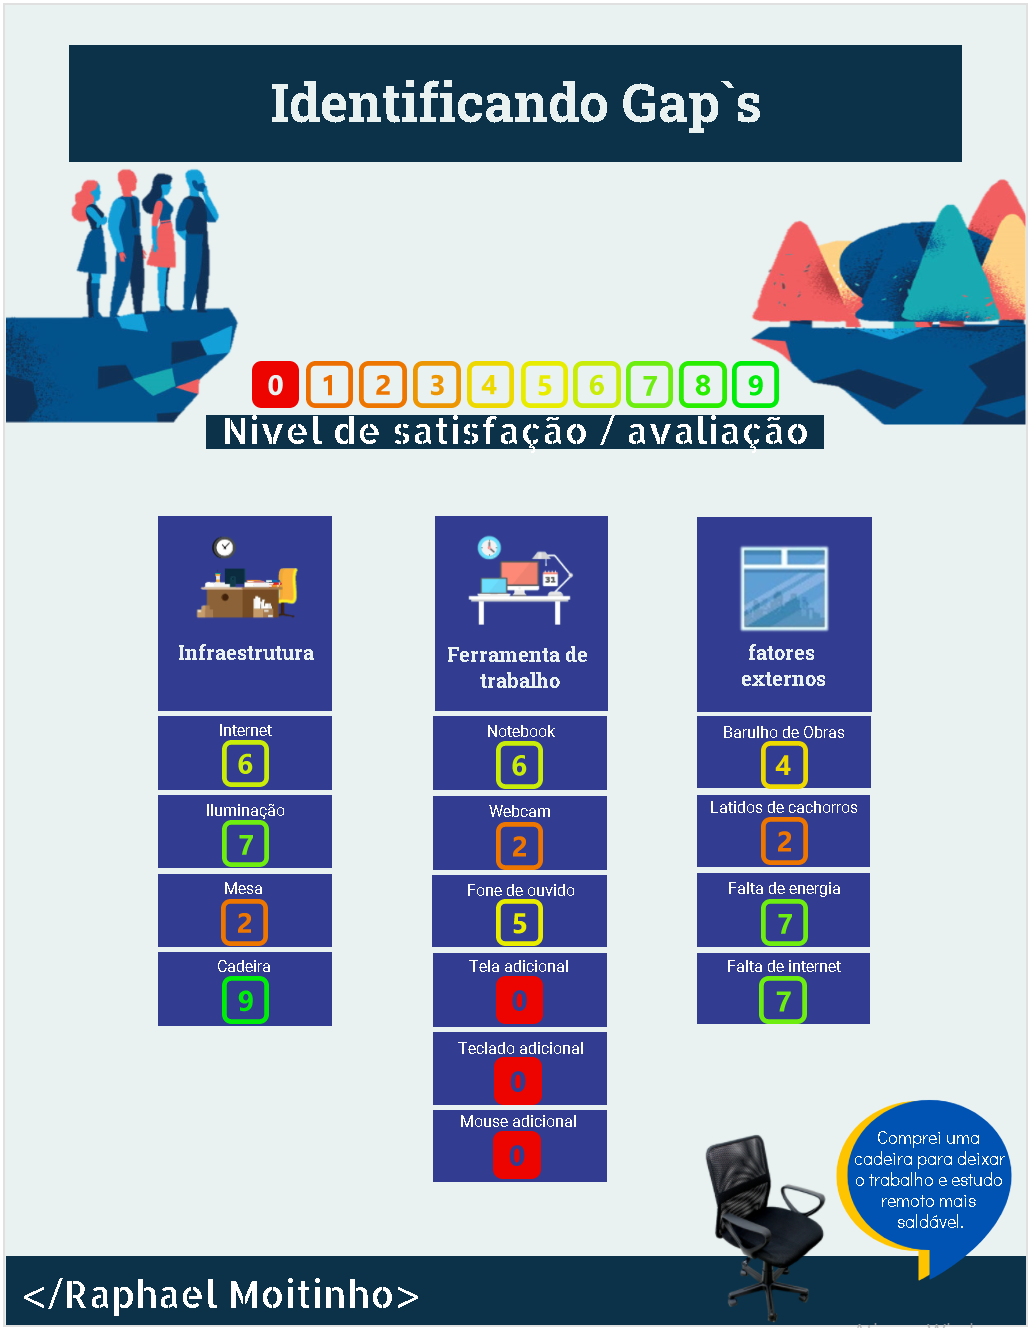 Identificando Gap`s
0 1 2 3 4 5 6 7 8 9
Nivel de satisfação / avaliação
31
Infraestrutura
Internet
6
Iluminação
7
Mesa
2
Cadeira
9
Ferramenta de
trabalho
Notebook
6
Webcam
2
Fone de ouvido
5
Tela adicional
0
Teclado adicional
0
Mouse adicional
0
fatores
externos
Barulho de Obras
4
Latidos de cachorros
2
Falta de energia
7
Falta de internet
7
Comprei uma
cadeira para deixar
o trabalho e estudo
remoto mais
saldável.
</Raphael Moitinho>